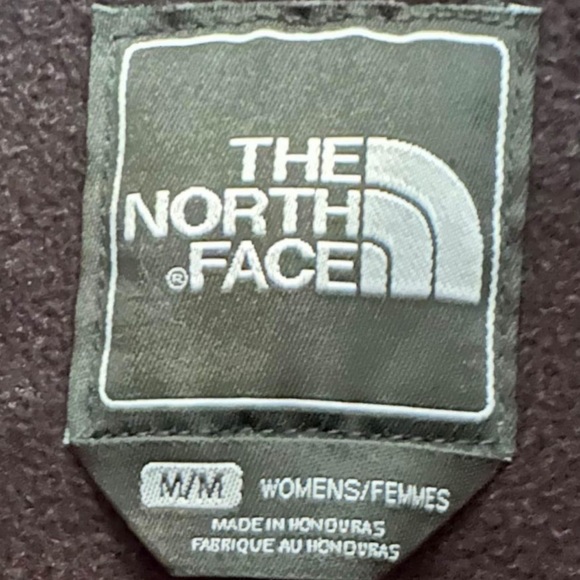 THE
NORTH
® FACE
M/M WOMENS/FEMMES
MADE IN HONDURAS
FABRIQUE AU HONDURAS